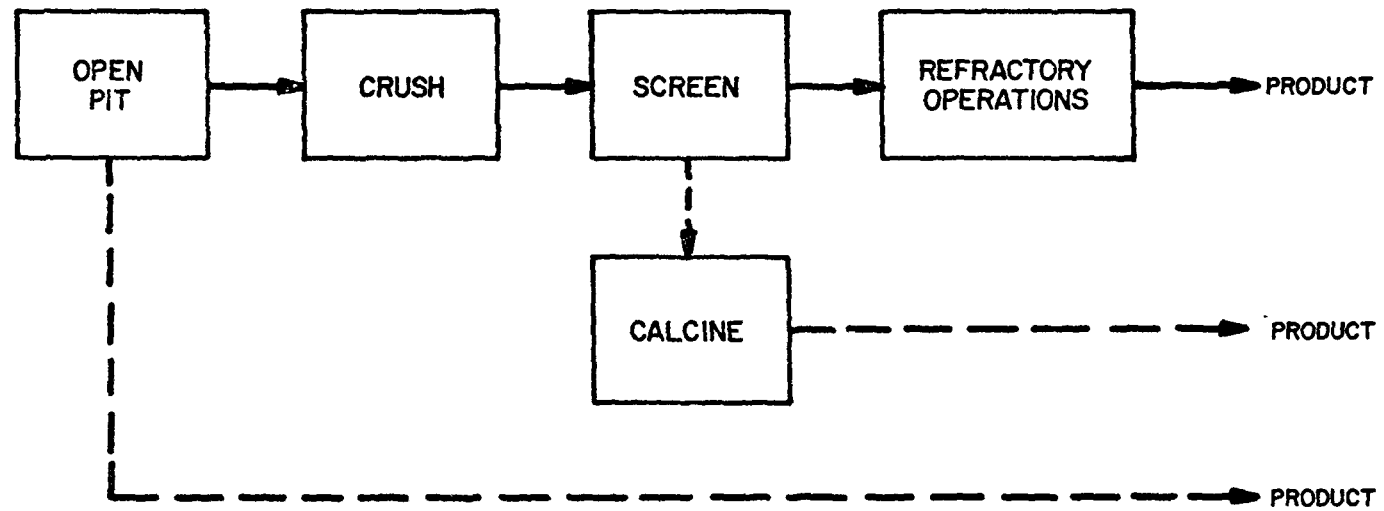 OPEN
PIT
CRUSH
SCREEN
REFRACTORY
OPERATIONS
PRODUCT
CALCINE
PRODUCT
PRODUCT